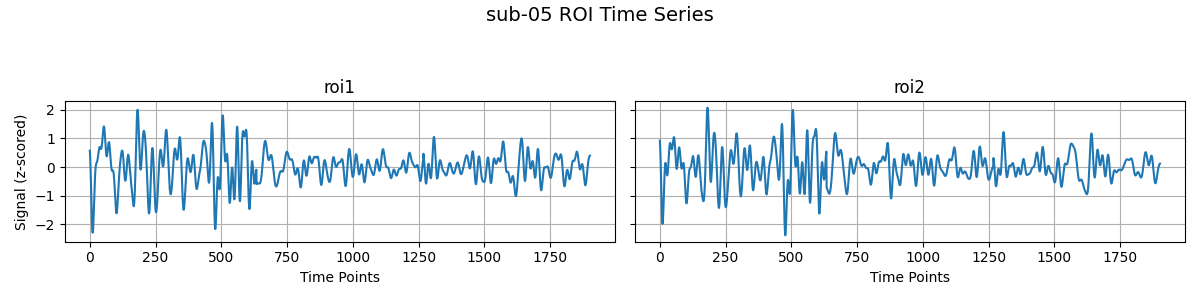 sub-05 ROI Time Series
roi1
roi2
Signal (z-scored)
2
1
0
−1
−2
0 250 500 750 1000 1250 1500 1750
0 250 500 750 1000 1250 1500 1750
Time Points
Time Points